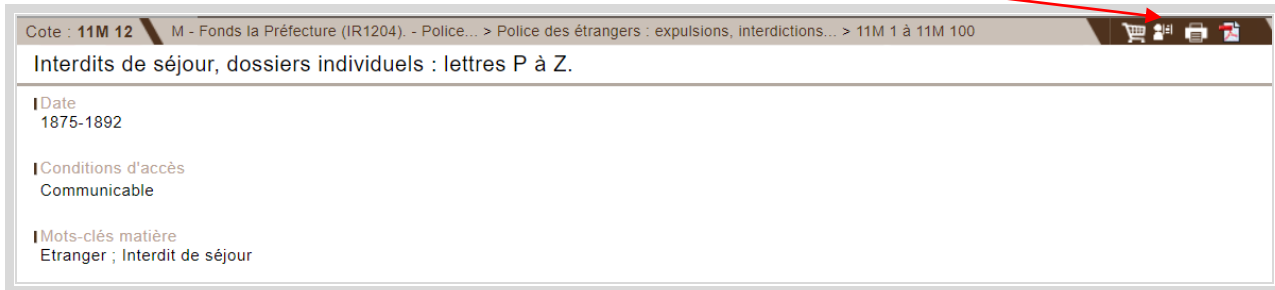 Cote : 11M 12 M - Fonds la Préfecture (IR1204). - Police... > Police des étrangers : expulsions, interdictions... > 11M 1 à 11M 100
Interdits de séjour, dossiers individuels : lettres P à Z.
Date
1875-1892
Conditions d'accès
Communicable
Mots-clés matière
Etranger ; Interdit de séjour